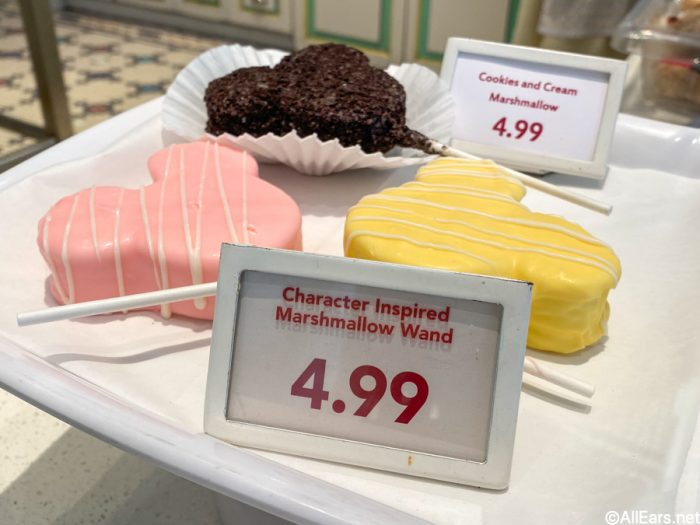 Cookies and Cream
Marshmallow
4.99
Character Inspired
Marshmallow Wand
4.99
©AllEars.net